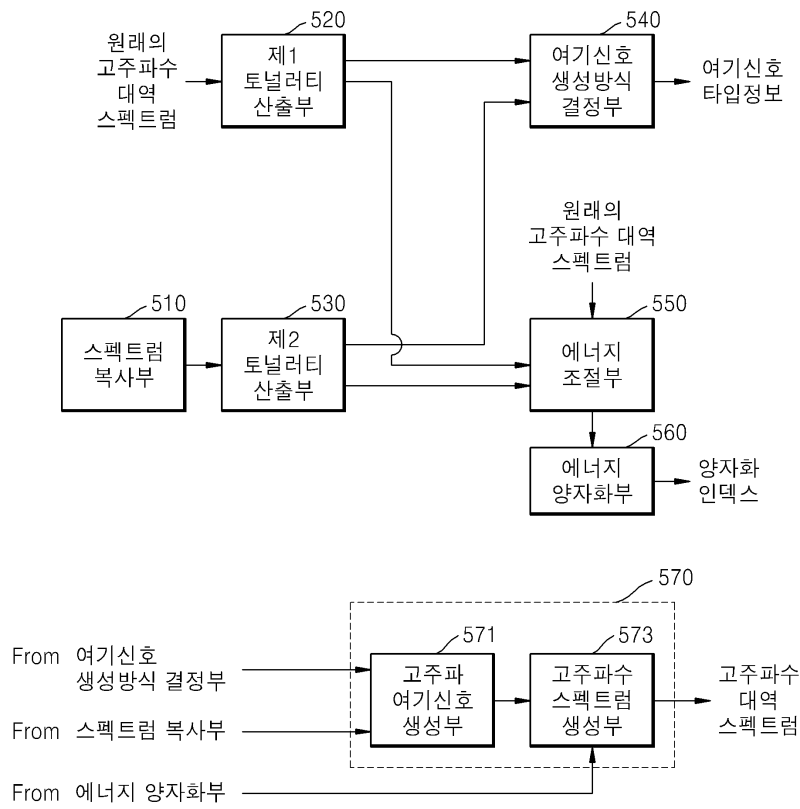 520
540
원래의
고주파수
대역
스펙트럼
제1
토널러티
산출부
여기신호
생성방식
결정부
여기신호
타입정보
원래의
고주파수 대역
스펙트럼
510
530
550
스펙트럼
복사부
제2
토널러티
산출부
에너지
조절부
560
에너지
양자화부
양자화
인덱스
570
571
573
From 여기신호
생성방식 결정부
고주파
여기신호
생성부
고주파수
스펙트럼
생성부
고주파수
대역
스펙트럼
From 스펙트럼 복사부
From 에너지 양자화부